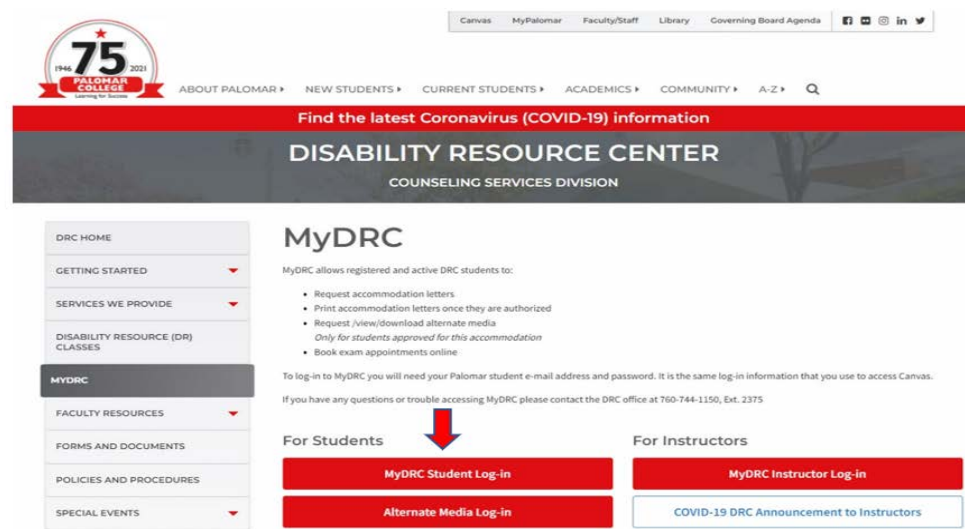 Canvas MyPalomar Faculty/Staff Library Governing Board Agenda
75
1946 2021
PALOMAR
COLLEGE
Learning for Success
ABOUT PALOMAR NEW STUDENTS CURRENT STUDENTS ACADEMICS COMMUNITY A-Z
Find the latest Coronavirus (COVID-19) information
DISABILITY RESOURCE CENTER
COUNSELING SERVICES DIVISION
DRC HOME
GETTING STARTED
SERVICES WE PROVIDE
DISABILITY RESOURCE (DR)
CLASSES
MYDRC
FACULTY RESOURCES
FORMS AND DOCUMENTS
POLICIES AND PROCEDURES
SPECIAL EVENTS
MyDRC
MyDRC allows registered and active DRC students to:
• Request accommodation letters
• Print accommodation letters once they are authorized
• Request /view/download alternate media
Only for students approved for this accommodation
• Book exam appointments online
To log-in to MyDRC you will need your Palomar student e-mail address and password. It is the same log-in information that you use to access Canvas.
If you have any questions or trouble accessing MyDRC please contact the DRC office at 760-744-1150, Ext. 2375
For Students
MyDRC Student Log-in
Alternate Media Log-in
For Instructors
MyDRC Instructor Log-in
COVID-19 DRC Announcement to Instructors